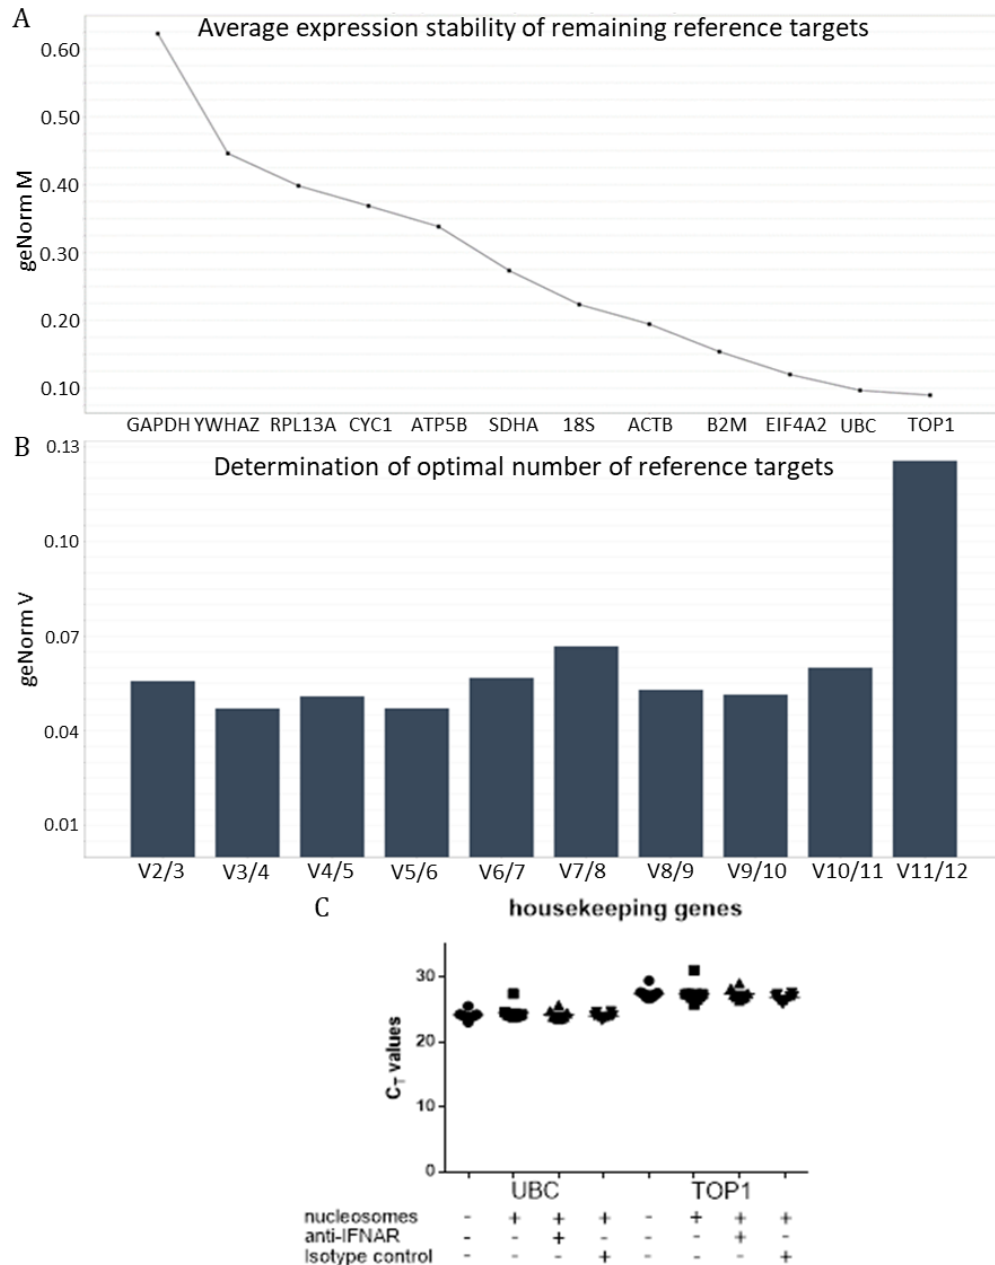 A
Average expression stability of remaining reference targets
0.60
0.50
0.40
0.30
0.20
0.10
geNorm M
GAPDH YWHAZ RPL13A CYC1 ATP5B SDHA 18S ACTB B2M EIF4A2 UBC TOP1
B
Determination of optimal number of reference targets
0.13
0.10
0.07
0.04
0.01
geNorm V
V2/3 V3/4 V4/5 V5/6 V6/7 V7/8 V8/9 V9/10 V10/11 V11/12
C
housekeeping genes
30
20
10
0
CT values
UBC TOP1
nucleosomes - + + + - + + +
anti-IFNAR - - + - - - + -
Isotype control - - - + - - - +